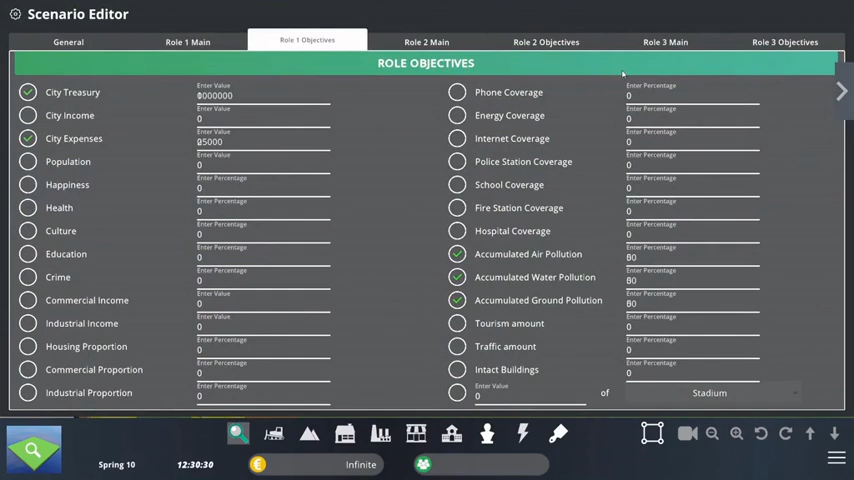 Scenario Editor
General Role 1 Main Role 1 Objectives Role 2 Main Role 2 Objectives Role 3 Main Role 3 Objectives
ROLE OBJECTIVES
City Treasury Enter Value Phone Coverage Enter Percentage 0
City Income Enter Value 0 Energy Coverage Enter Percentage 0
City Expenses Enter Value Internet Coverage Enter Percentage 0
Population Enter Value 0 Police Station Coverage Enter Percentage 0
Happiness Enter Percentage 0 School Coverage Enter Percentage 0
Health Enter Percentage 0 Fire Station Coverage Enter Percentage 0
Culture Enter Percentage 0 Hospital Coverage Enter Percentage 0
Education Enter Percentage 0 Accumulated Air Pollution Enter Percentage
Crime Enter Percentage 0 Accumulated Water Pollution Enter Percentage
Commercial Income Enter Value 0 Accumulated Ground Pollution Enter Percentage
Industrial Income Enter Value 0 Tourism amount Enter Percentage 0
Housing Proportion Enter Percentage 0 Traffic amount Enter Percentage 0
Commercial Proportion Enter Percentage 0 Intact Buildings Enter Percentage 0
Industrial Proportion Enter Percentage 0 Enter Value 0 of Stadium
Spring 10 12:30:30 Infinite